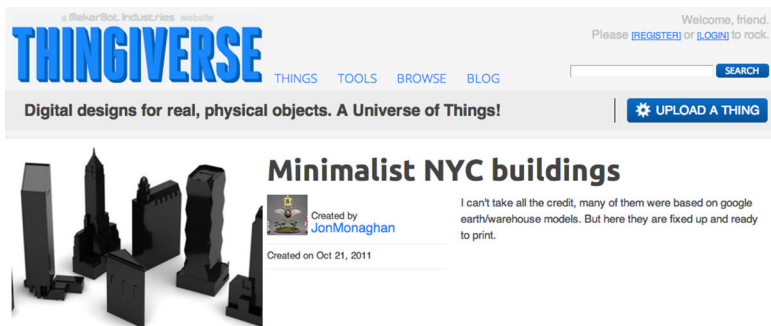 a MakerBot Industries website
THINGIVERSE
Welcome, friend.
Please [REGISTER] or [LOGIN] to rock.
THINGS TOOLS BROWSE BLOG
SEARCH
Digital designs for real, physical objects. A Universe of Things!
UPLOAD A THING
Minimalist NYC buildings
Created by
JonMonaghan
Created on Oct 21, 2011
I can't take all the credit, many of them were based on google
earth/warehouse models. But here they are fixed up and ready
to print.